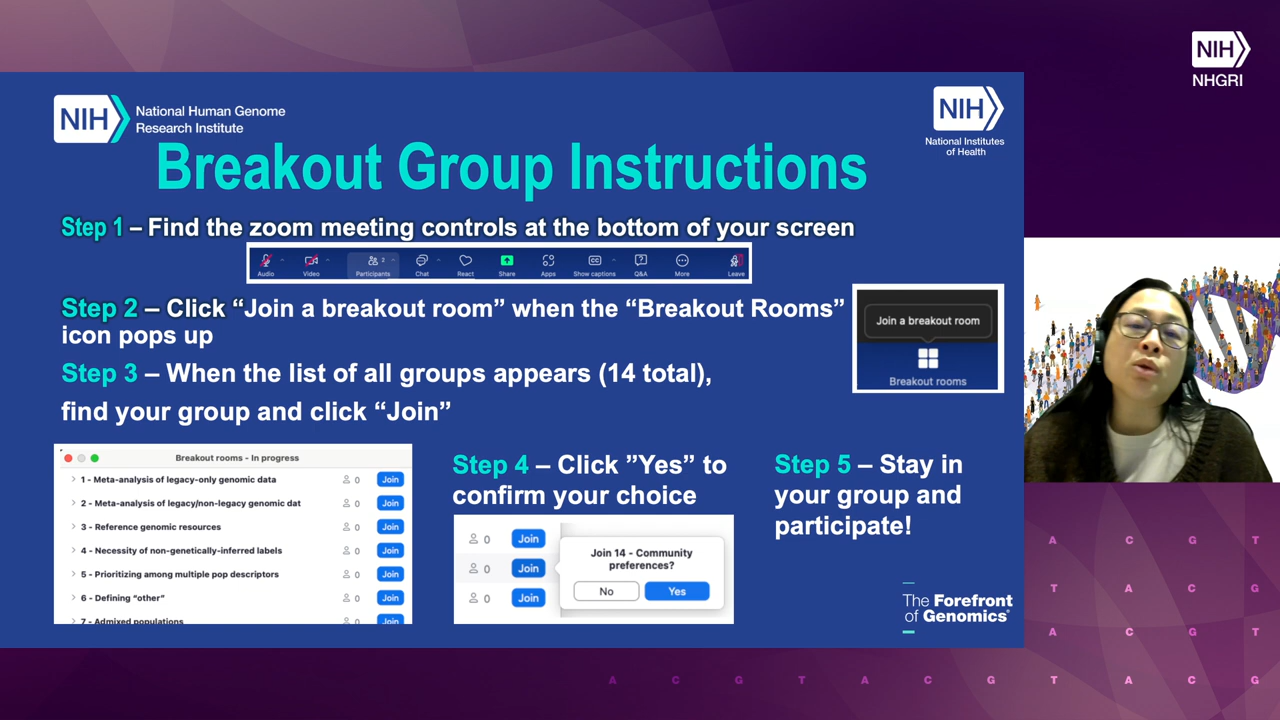 NIH
NHGRI
NIH
National Human Genome
Research Institute
NIH
National Institutes
of Health
Breakout Group Instructions
Step 1 – Find the zoom meeting controls at the bottom of your screen
Audio
Video
2
Participants
Chat
React
Share
Apps
CC
Show captions
Q&A
More
Leave
Step 2 – Click “Join a breakout room” when the “Breakout Rooms”
icon pops up
Join a breakout room
Breakout rooms
Step 3 – When the list of all groups appears (14 total),
find your group and click “Join”
Breakout rooms - In progress
1 - Meta-analysis of legacy-only genomic data 0 Join
2 - Meta-analysis of legacy/non-legacy genomic dat 0 Join
3 - Reference genomic resources 0 Join
4 - Necessity of non-genetically-inferred labels 0 Join
5 - Prioritizing among multiple pop descriptors 0 Join
6 - Defining “other” 0 Join
7 - Admixed populations 0 Join
Step 4 – Click ”Yes” to
confirm your choice
0 Join
0 Join
0 Join
Join 14 - Community
preferences?
No
Yes
Step 5 – Stay in
your group and
participate!
The Forefront
of Genomics®
A C G T
T A C G
A C G T
A C G T A C G T A C G